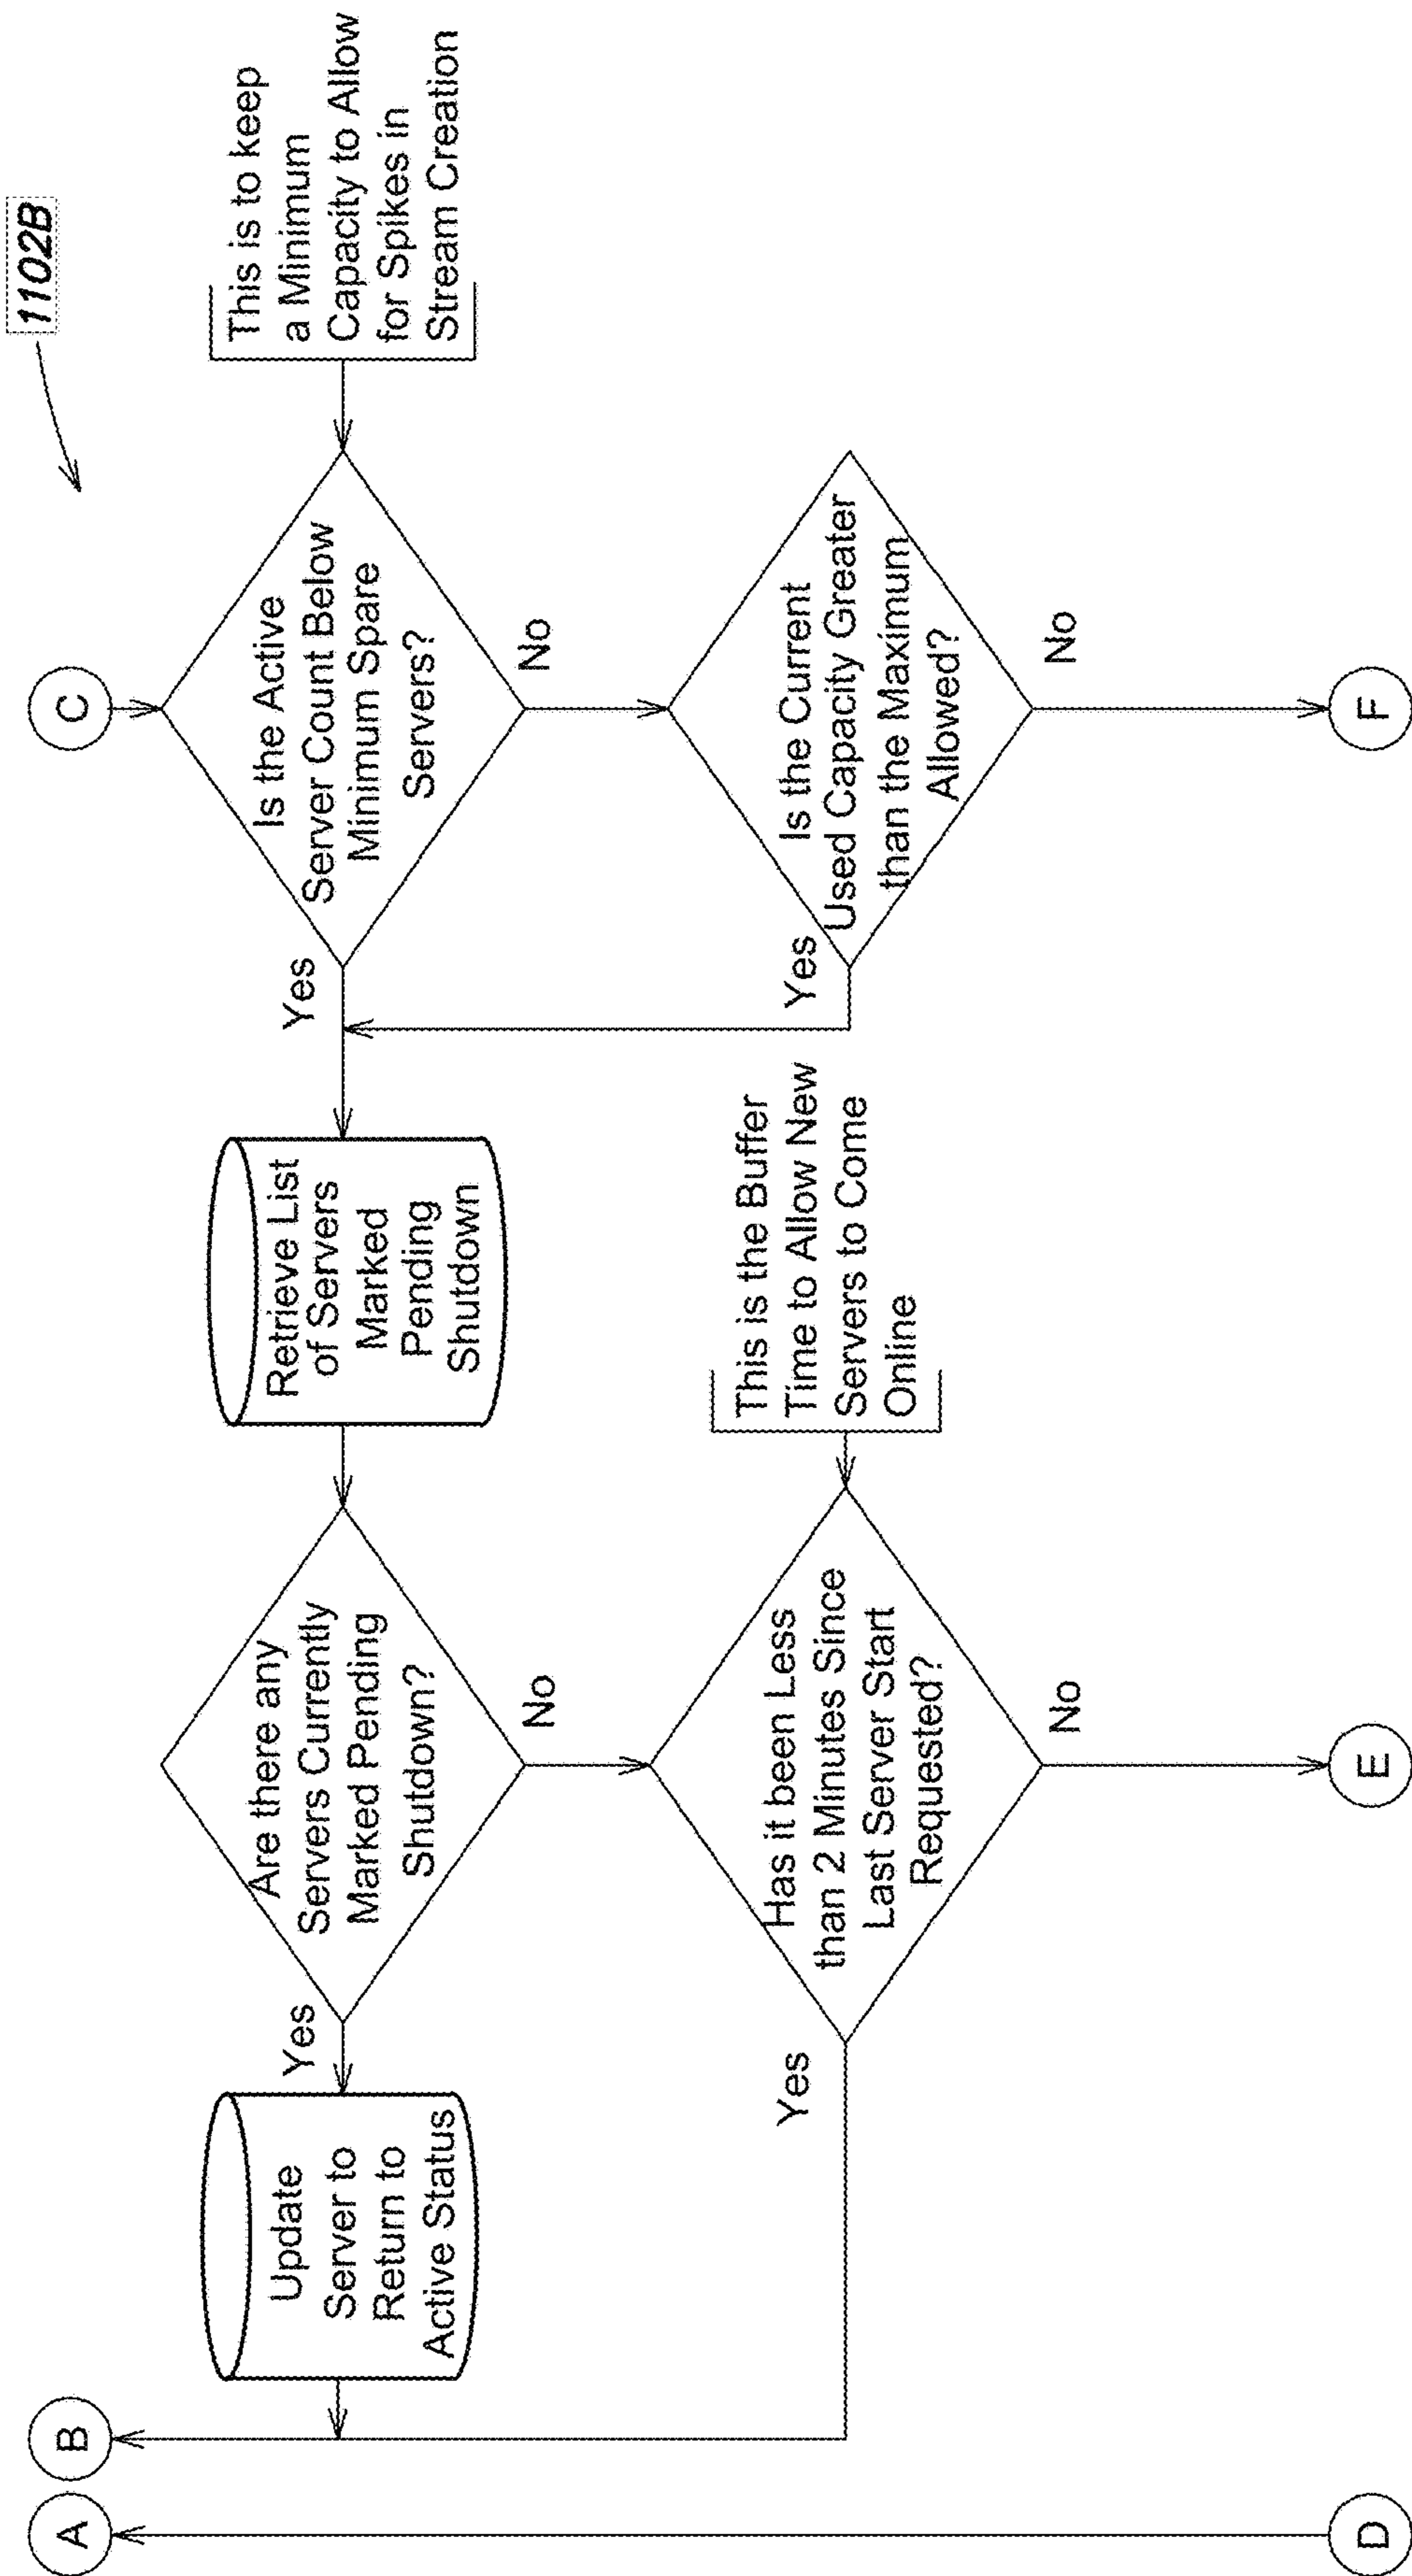 1102B
A
B
C
Update
Server to
Return to
Active Status
Yes
Are there any
Servers Currently
Marked Pending
Shutdown?
No
Retrieve List
of Servers
Marked
Pending
Shutdown
Yes
Is the Active
Server Count Below
Minimum Spare
Servers?
No
This is to keep
a Minimum
Capacity to Allow
for Spikes in
Stream Creation
Yes
Has it been Less
than 2 Minutes Since
Last Server Start
Requested?
No
This is the Buffer
Time to Allow New
Servers to Come
Online
Yes
Is the Current
Used Capacity Greater
than the Maximum
Allowed?
No
D
E
F